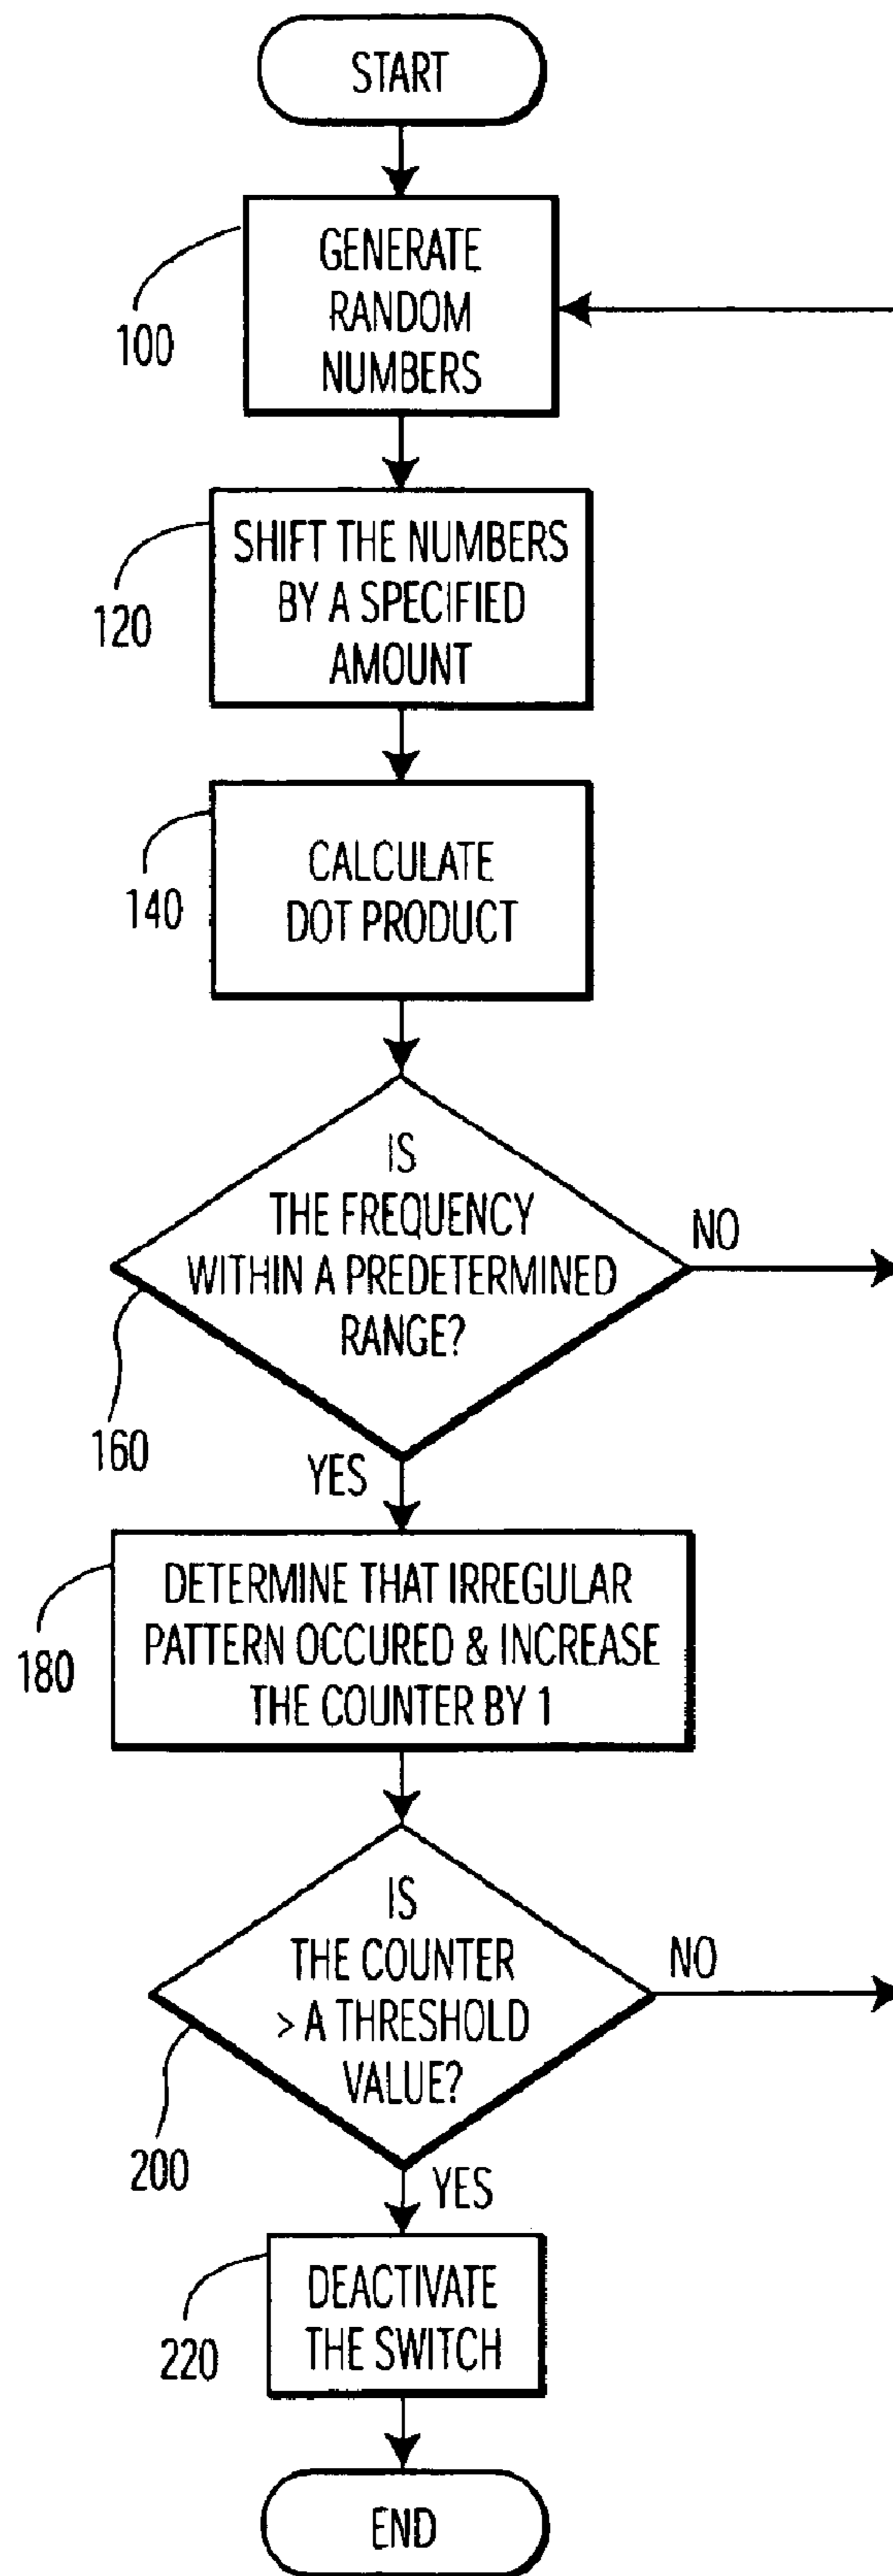 START
GENERATE
RANDOM
NUMBERS
100
SHIFT THE NUMBERS
BY A SPECIFIED
AMOUNT
120
CALCULATE
DOT PRODUCT
140
IS
THE FREQUENCY
WITHIN A PREDETERMINED
RANGE?
NO
160
YES
DETERMINE THAT IRREGULAR
PATTERN OCCURED & INCREASE
THE COUNTER BY 1
180
IS
THE COUNTER
> A THRESHOLD
VALUE?
NO
200
YES
DEACTIVATE
THE SWITCH
220
END